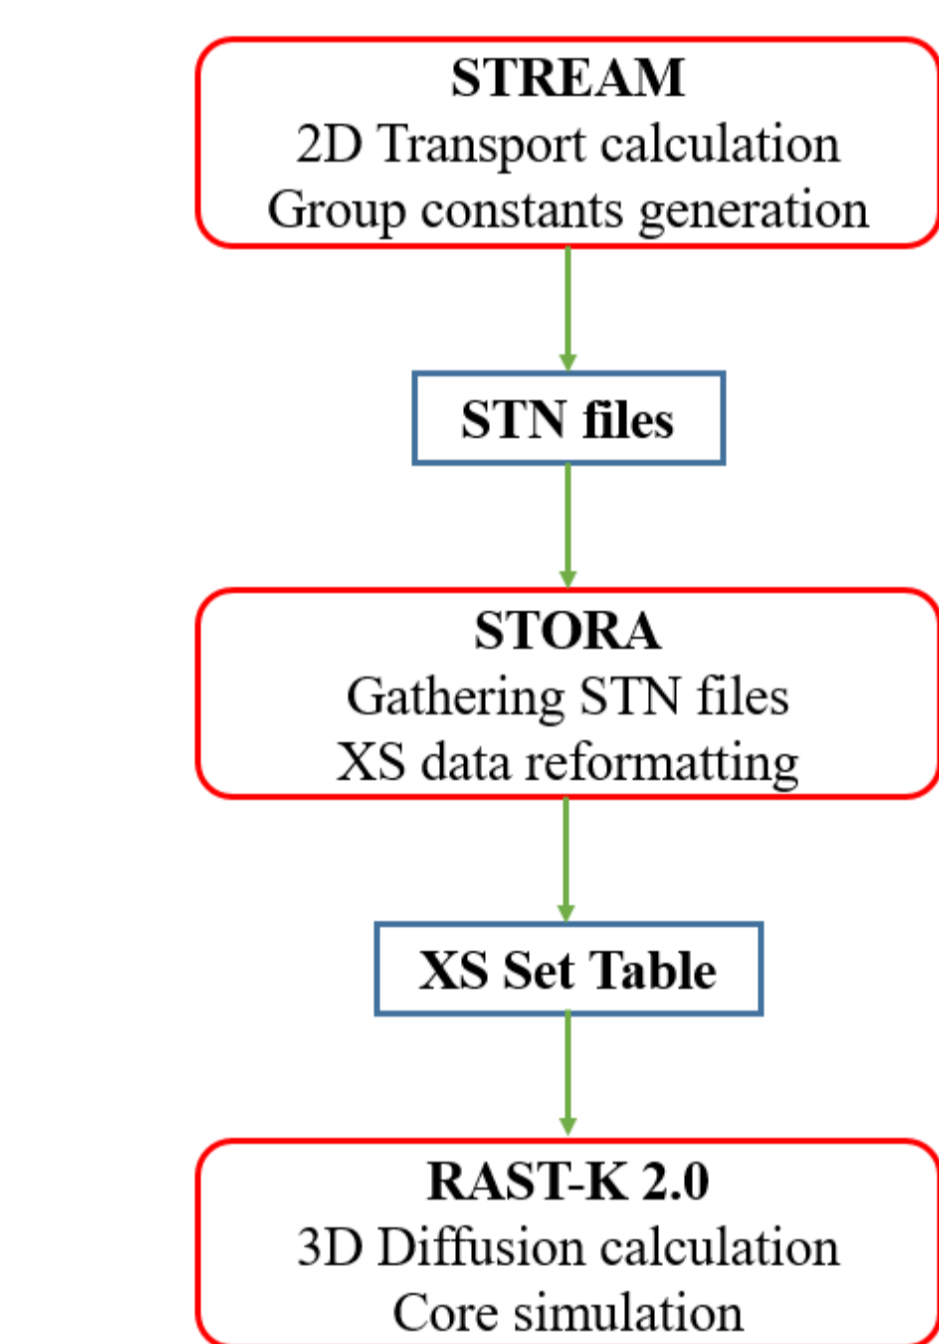 STREAM
2D Transport calculation
Group constants generation
STN files
STORA
Gathering STN files
XS data reformatting
XS Set Table
RAST-K 2.0
3D Diffusion calculation
Core simulation